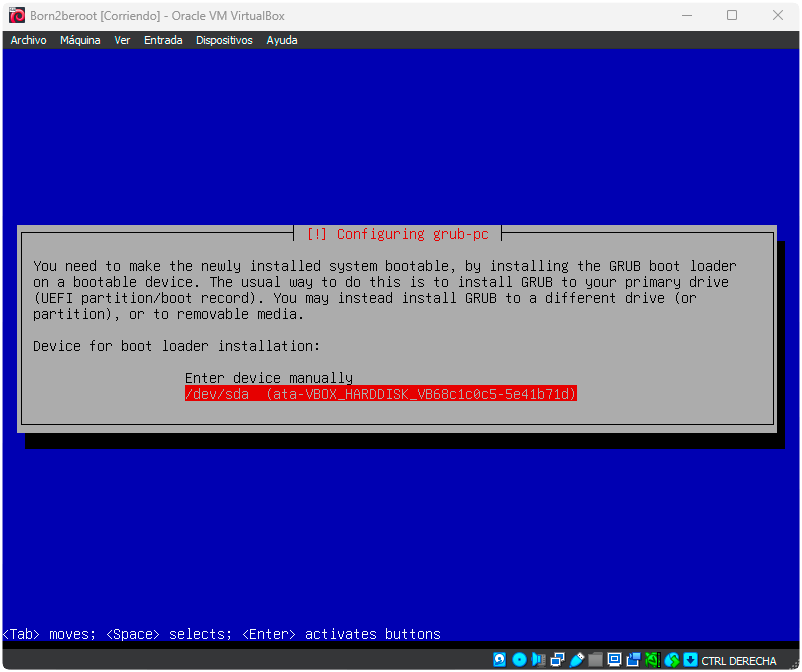 Born2beroot [Corriendo] - Oracle VM VirtualBox
Archivo Máquina Ver Entrada Dispositivos Ayuda
[!] Configuring grub-pc
You need to make the newly installed system bootable, by installing the GRUB boot loader
on a bootable device. The usual way to do this is to install GRUB to your primary drive
(UEFI partition/boot record). You may instead install GRUB to a different drive (or
partition), or to removable media.
Device for boot loader installation:
Enter device manually
/dev/sda (ata-VBOX_HARDDISK_VB68c1c0c5-5e41b71d)
<Tab> moves; <Space> selects; <Enter> activates buttons
CTRL DERECHA